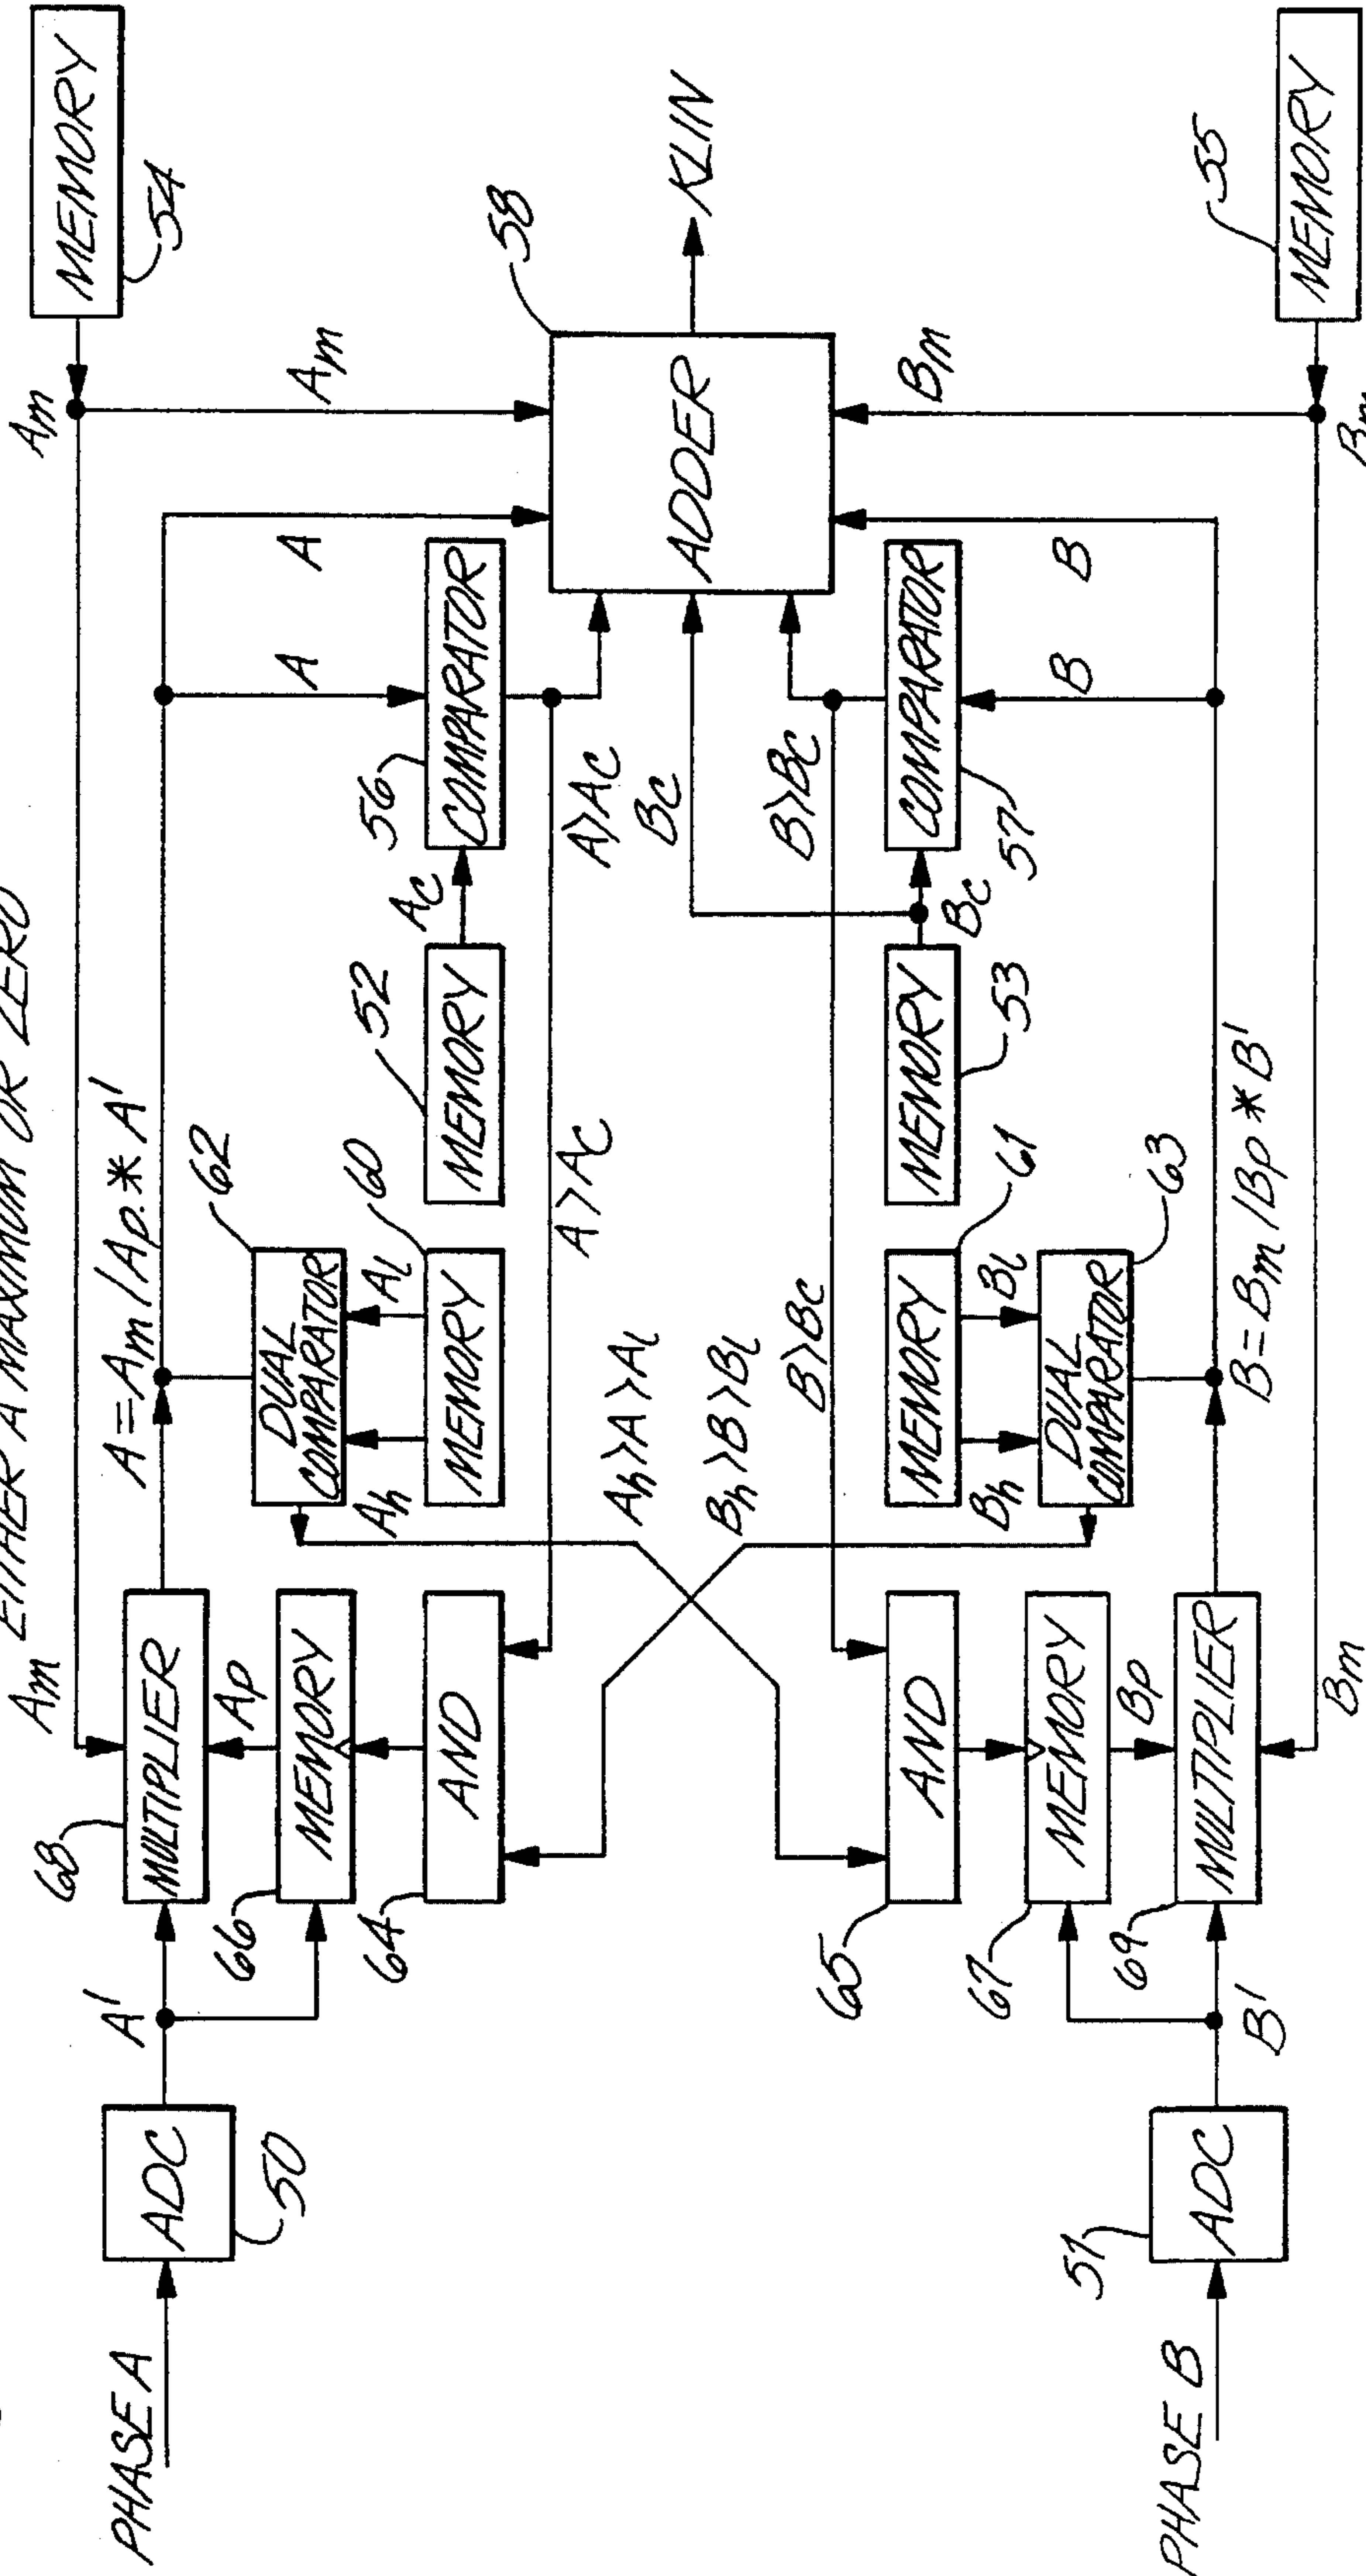 EITHER A MAXIMUM OR ZERO
PHASE A
ADC
50
A'
68
MULTIPLIER
Am
Ap
66
MEMORY
64
AND
A=Am/Ap.*A'
62
DUAL
COMPARATOR
Ah
Al
60
MEMORY
A>Ac
Ah>A>Al
Bh>B>Bl
B>Bc
52
MEMORY
Ac
56
COMPARATOR
A
A
A>Ac
Bc
B>Bc
Am
Am
MEMORY
54
58
ADDER
KLIN
PHASE B
ADC
51
B'
65
AND
67
MEMORY
Bp
69
MULTIPLIER
Bm
61
MEMORY
Bh
Bl
63
DUAL
COMPARATOR
B=Bm/Bp*B'
53
MEMORY
Bc
57
COMPARATOR
B
B
Bm
Bm
55
MEMORY